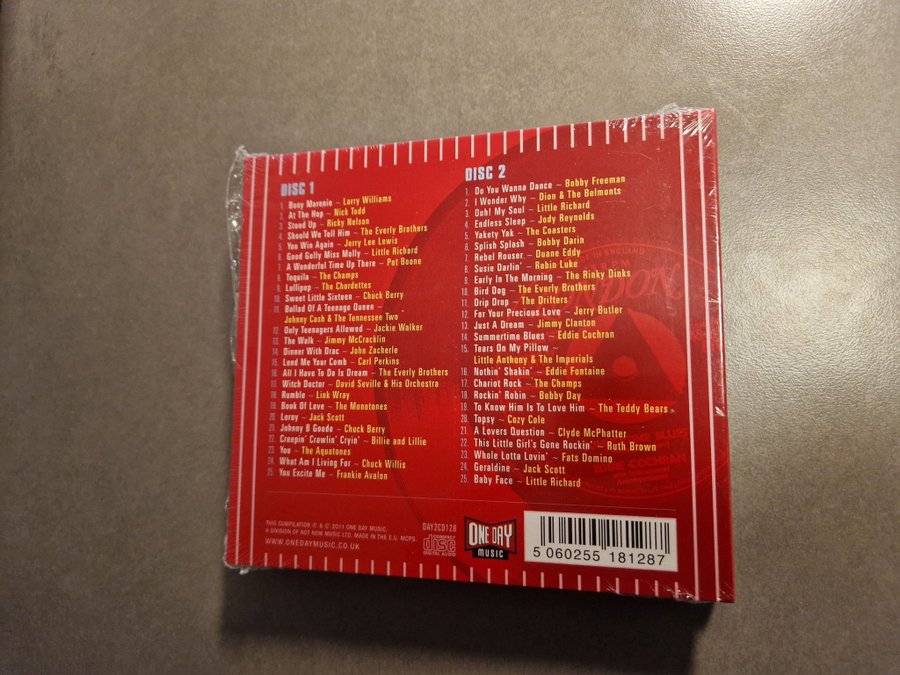 DISC 1
1. Bony Moronie ~ Larry Williams
2. At The Hop ~ Nick Todd
3. Stood Up ~ Ricky Nelson
4. Should We Tell Him ~ The Everly Brothers
5. You Win Again ~ Jerry Lee Lewis
6. Good Golly Miss Molly ~ Little Richard
7. A Wonderful Time Up There ~ Pat Boone
8. Tequila ~ The Champs
9. Lollipop ~ The Chordettes
10. Sweet Little Sixteen ~ Chuck Berry
11. Ballad Of A Teenage Queen ~
Johnny Cash & The Tennessee Two
12. Only Teenagers Allowed ~ Jackie Walker
13. The Walk ~ Jimmy McCracklin
14. Dinner With Drac ~ John Zacherle
15. Lend Me Your Comb ~ Carl Perkins
16. All I Have To Do Is Dream ~ The Everly Brothers
17. Witch Doctor ~ David Seville & His Orchestra
18. Rumble ~ Link Wray
19. Book Of Love ~ The Monotones
20. Leroy ~ Jack Scott
21. Johnny B Goode ~ Chuck Berry
22. Creepin' Crawlin' Cryin' ~ Billie and Lillie
23. You ~ The Aquatones
24. What Am I Living For ~ Chuck Willis
25. You Excite Me ~ Frankie Avalon
DISC 2
1. Do You Wanna Dance ~ Bobby Freeman
2. I Wonder Why ~ Dion & The Belmonts
3. Ooh! My Soul ~ Little Richard
4. Endless Sleep ~ Jody Reynolds
5. Yakety Yak ~ The Coasters
6. Splish Splash ~ Bobby Darin
7. Rebel Rouser ~ Duane Eddy
8. Susie Darlin' ~ Robin Luke
9. Early In The Morning ~ The Rinky Dinks
10. Bird Dog ~ The Everly Brothers
11. Drip Drop ~ The Drifters
12. For Your Precious Love ~ Jerry Butler
13. Just A Dream ~ Jimmy Clanton
14. Summertime Blues ~ Eddie Cochran
15. Tears On My Pillow ~
Little Anthony & The Imperials
16. Nothin' Shakin' ~ Eddie Fontaine
17. Chariot Rock ~ The Champs
18. Rockin' Robin ~ Bobby Day
19. To Know Him Is To Love Him ~ The Teddy Bears
20. Topsy ~ Cozy Cole
21. A Lovers Question ~ Clyde McPhatter
22. This Little Girl's Gone Rockin' ~ Ruth Brown
23. Whole Lotta Lovin' ~ Fats Domino
24. Geraldine ~ Jack Scott
25. Baby Face ~ Little Richard
THIS COMPILATION ℗ & © 2011 ONE DAY MUSIC,
A DIVISION OF NOT NOW MUSIC LTD. MADE IN THE E.U. MCPS.
WWW.ONEDAYMUSIC.CO.UK
DAY2CD128
COMPACT
disc
DIGITAL AUDIO
ONE DAY
MUSIC
5 060255 181287